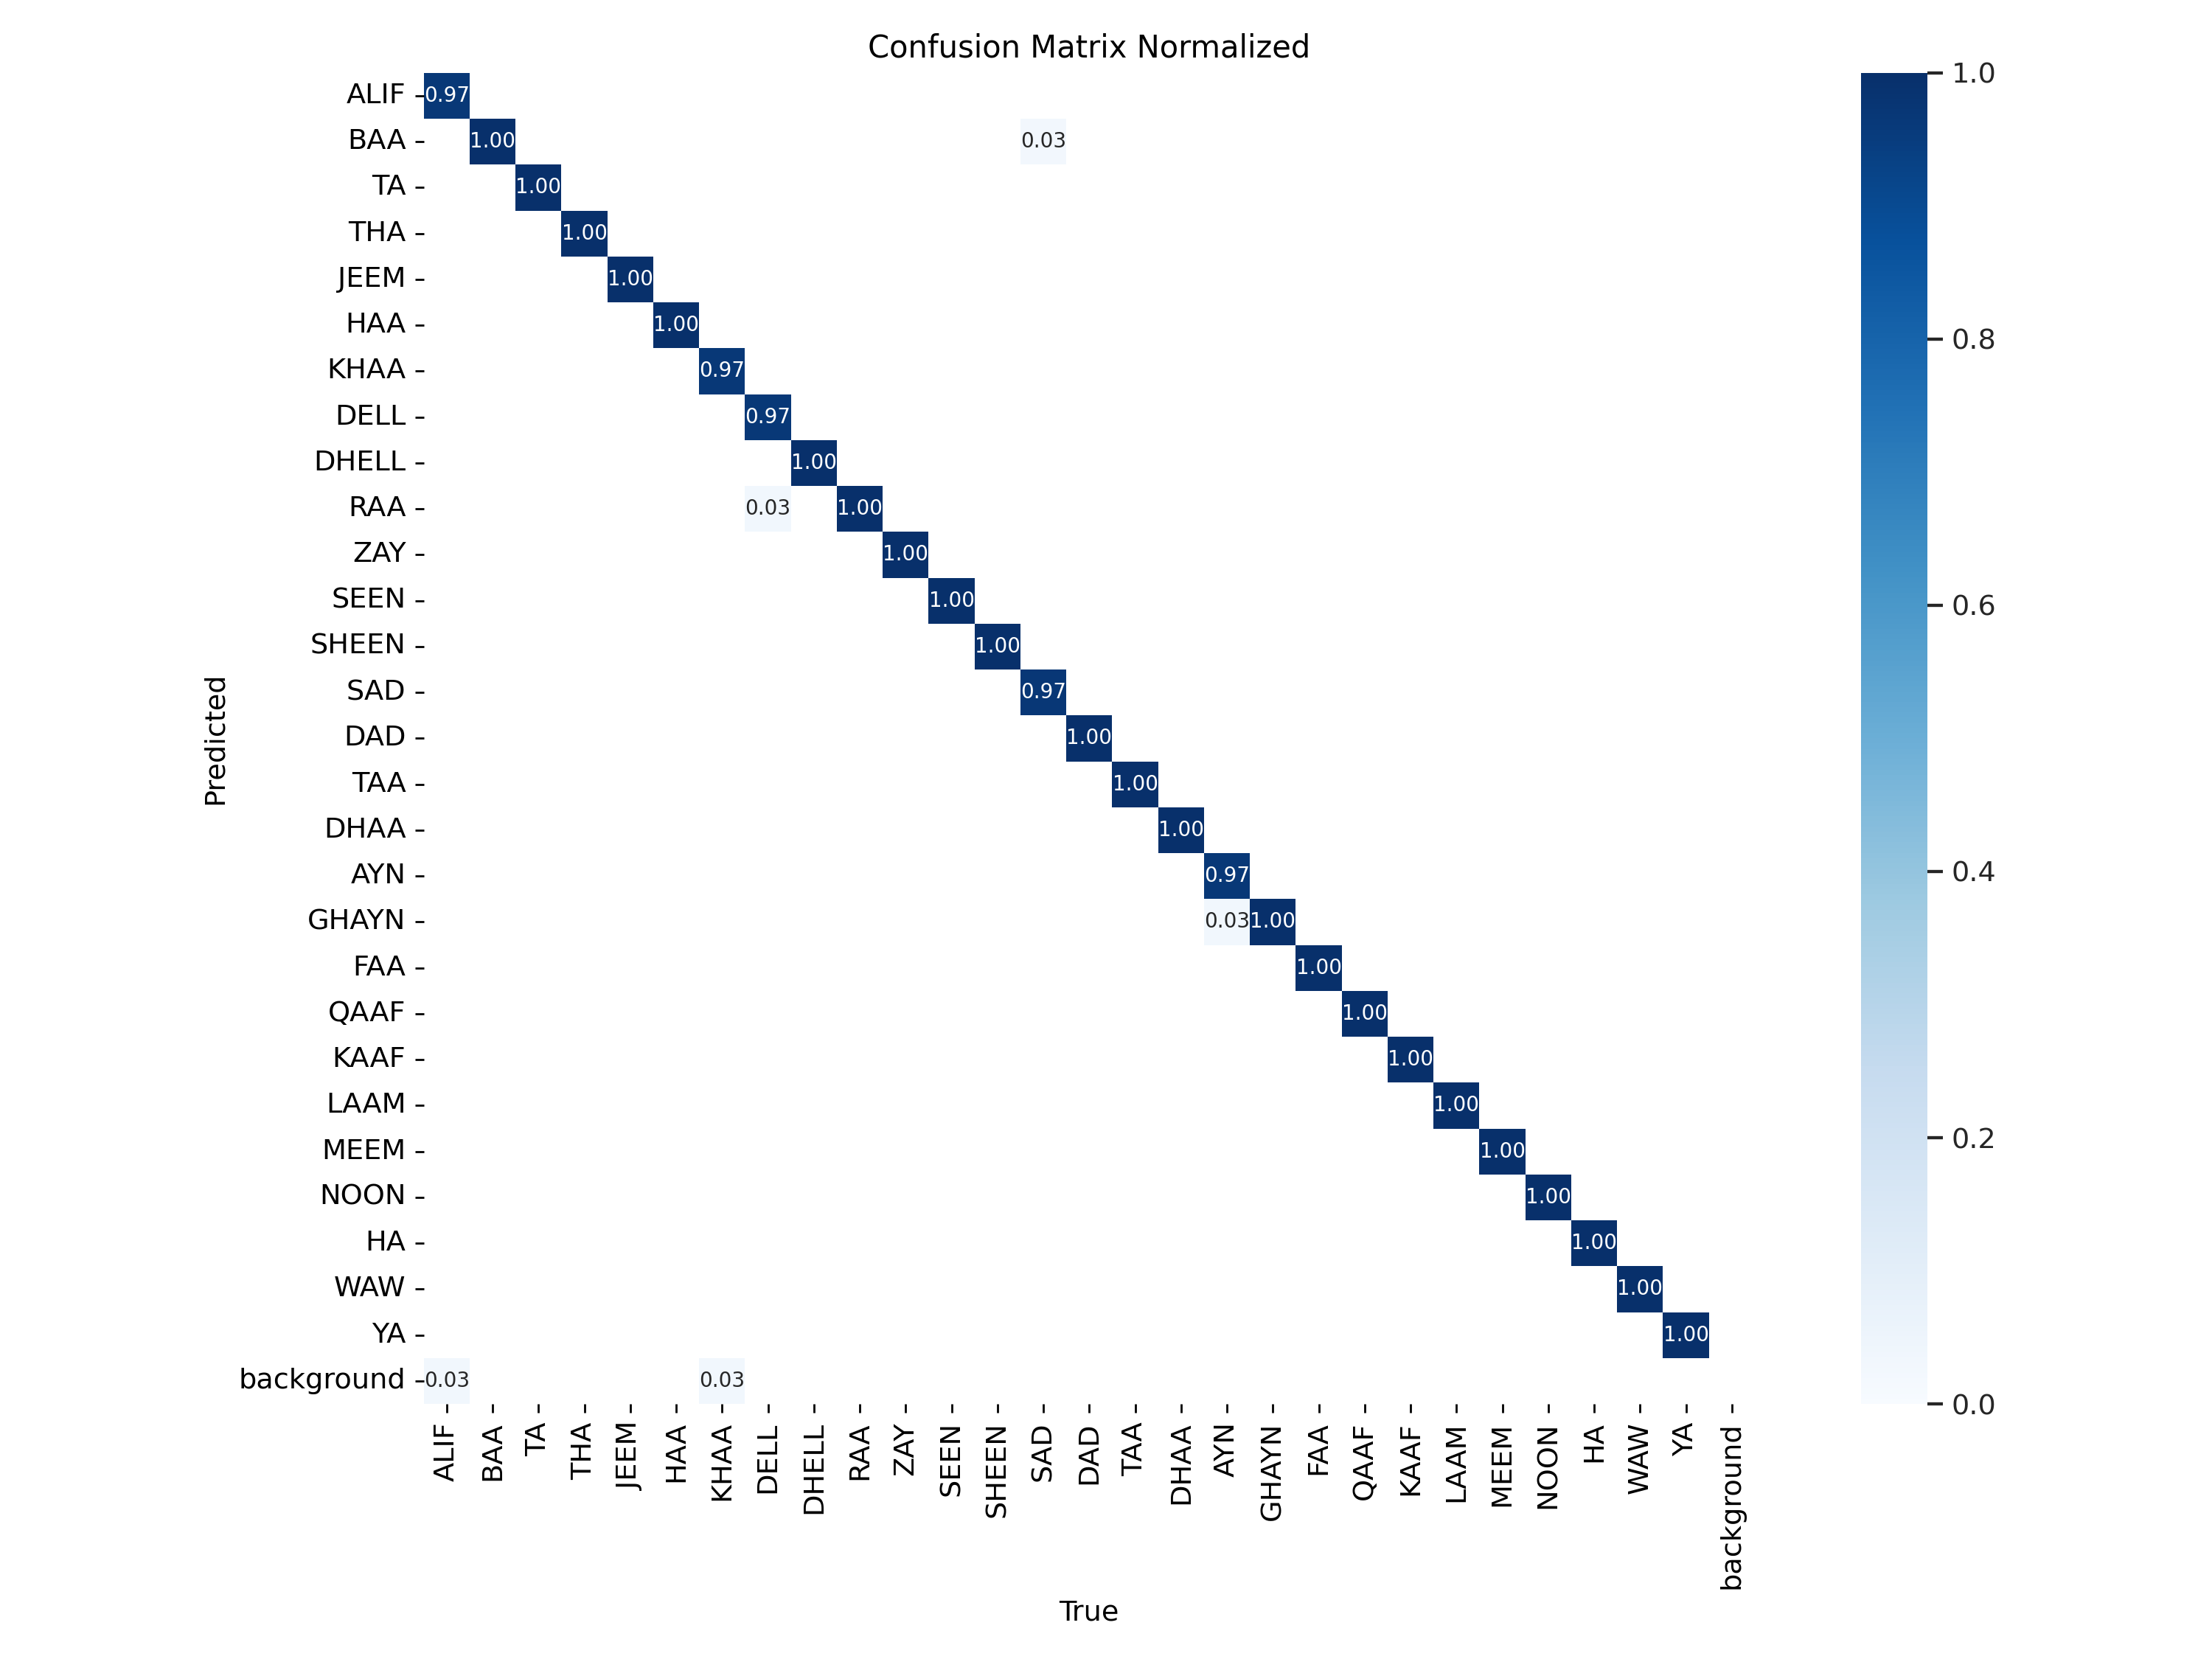 Confusion Matrix Normalized
ALIF 0.97 1.0
BAA 1.00 0.03
TA 1.00
THA 1.00
JEEM 1.00
HAA 1.00 0.8
KHAA 0.97
DELL 0.97
DHELL 1.00
RAA 0.03 1.00
ZAY 1.00
SEEN 1.00 0.6
SHEEN 1.00
SAD 0.97
Predicted
DAD 1.00
TAA 1.00
DHAA 1.00
AYN 0.97 0.4
GHAYN 0.03 1.00
FAA 1.00
QAAF 1.00
KAAF 1.00
LAAM 1.00
MEEM 1.00 0.2
NOON 1.00
HA 1.00
WAW 1.00
YA 1.00
background 0.03 0.03
0.0
ALIF BAA TA THA JEEM HAA KHAA DELL DHELL RAA ZAY SEEN SHEEN SAD DAD TAA DHAA AYN GHAYN FAA QAAF KAAF LAAM MEEM NOON HA WAW YA background
True